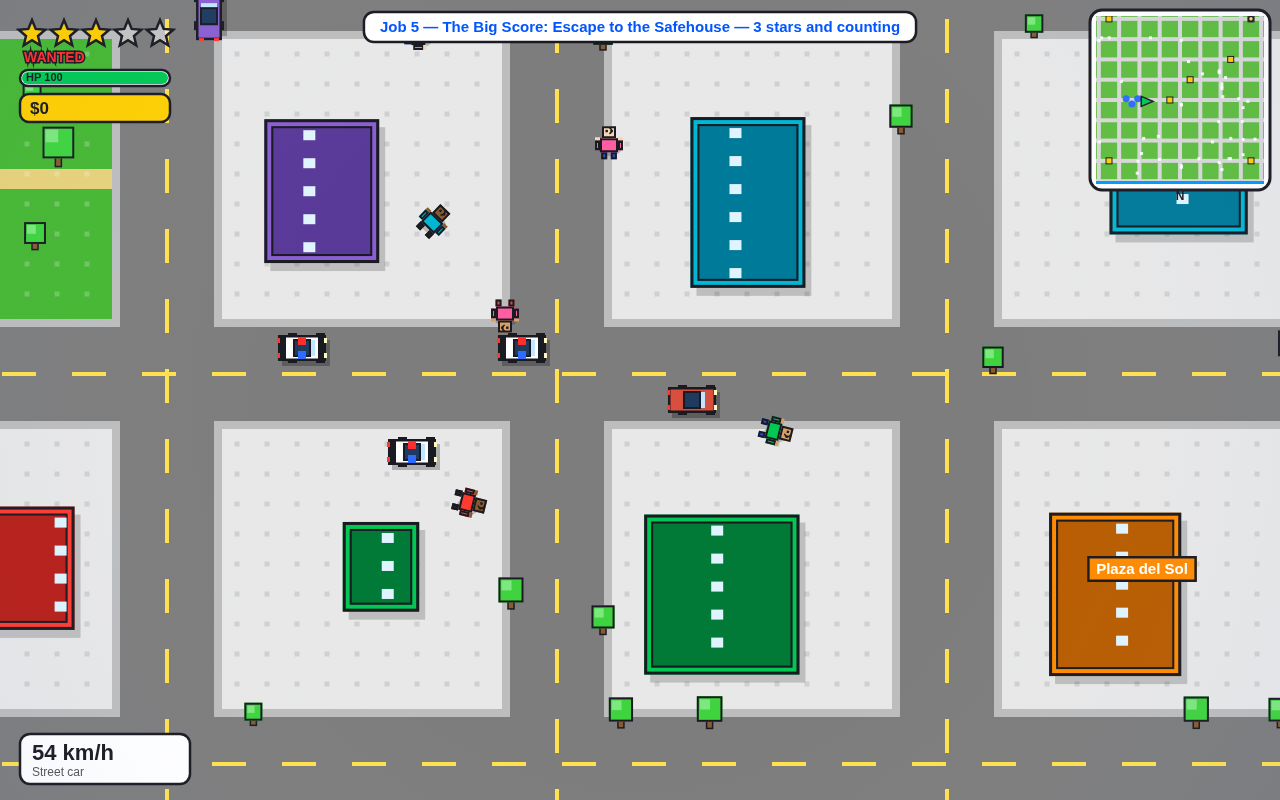 Job 5 — The Big Score: Escape to the Safehouse — 3 stars and counting
WANTED
HP 100
$0
N
Plaza del Sol
54 km/h
Street car